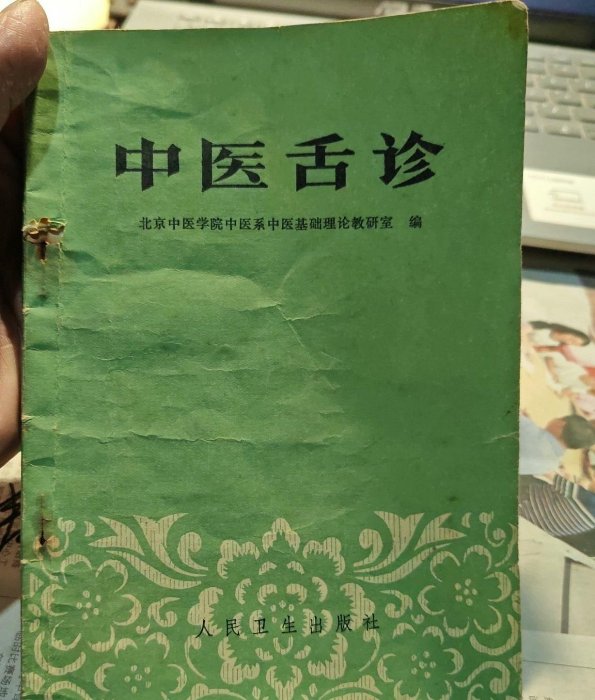 中医舌诊
北京中医学院中医系中医基础理论教研室 编
人民卫生出版社